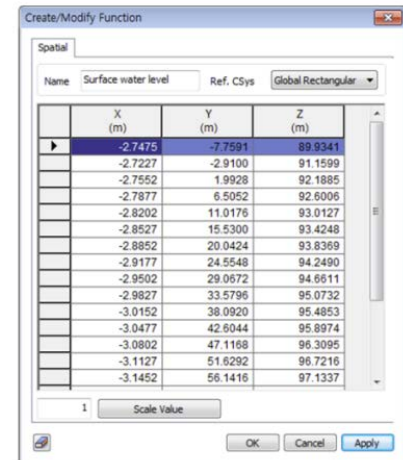 Create/Modify Function
Spatial
Name Surface water level Ref. CSys Global Rectangular
X Y Z
(m) (m) (m)
-2.7475 -7.7591 89.9341
-2.7227 -2.9100 91.1599
-2.7552 1.9928 92.1885
-2.7877 6.5052 92.6006
-2.8202 11.0176 93.0127
-2.8527 15.5300 93.4248
-2.8852 20.0424 93.8369
-2.9177 24.5548 94.2490
-2.9502 29.0672 94.6611
-2.9827 33.5796 95.0732
-3.0152 38.0920 95.4853
-3.0477 42.6044 95.8974
-3.0802 47.1168 96.3095
-3.1127 51.6292 96.7216
-3.1452 56.1416 97.1337
1 Scale Value
OK Cancel Apply